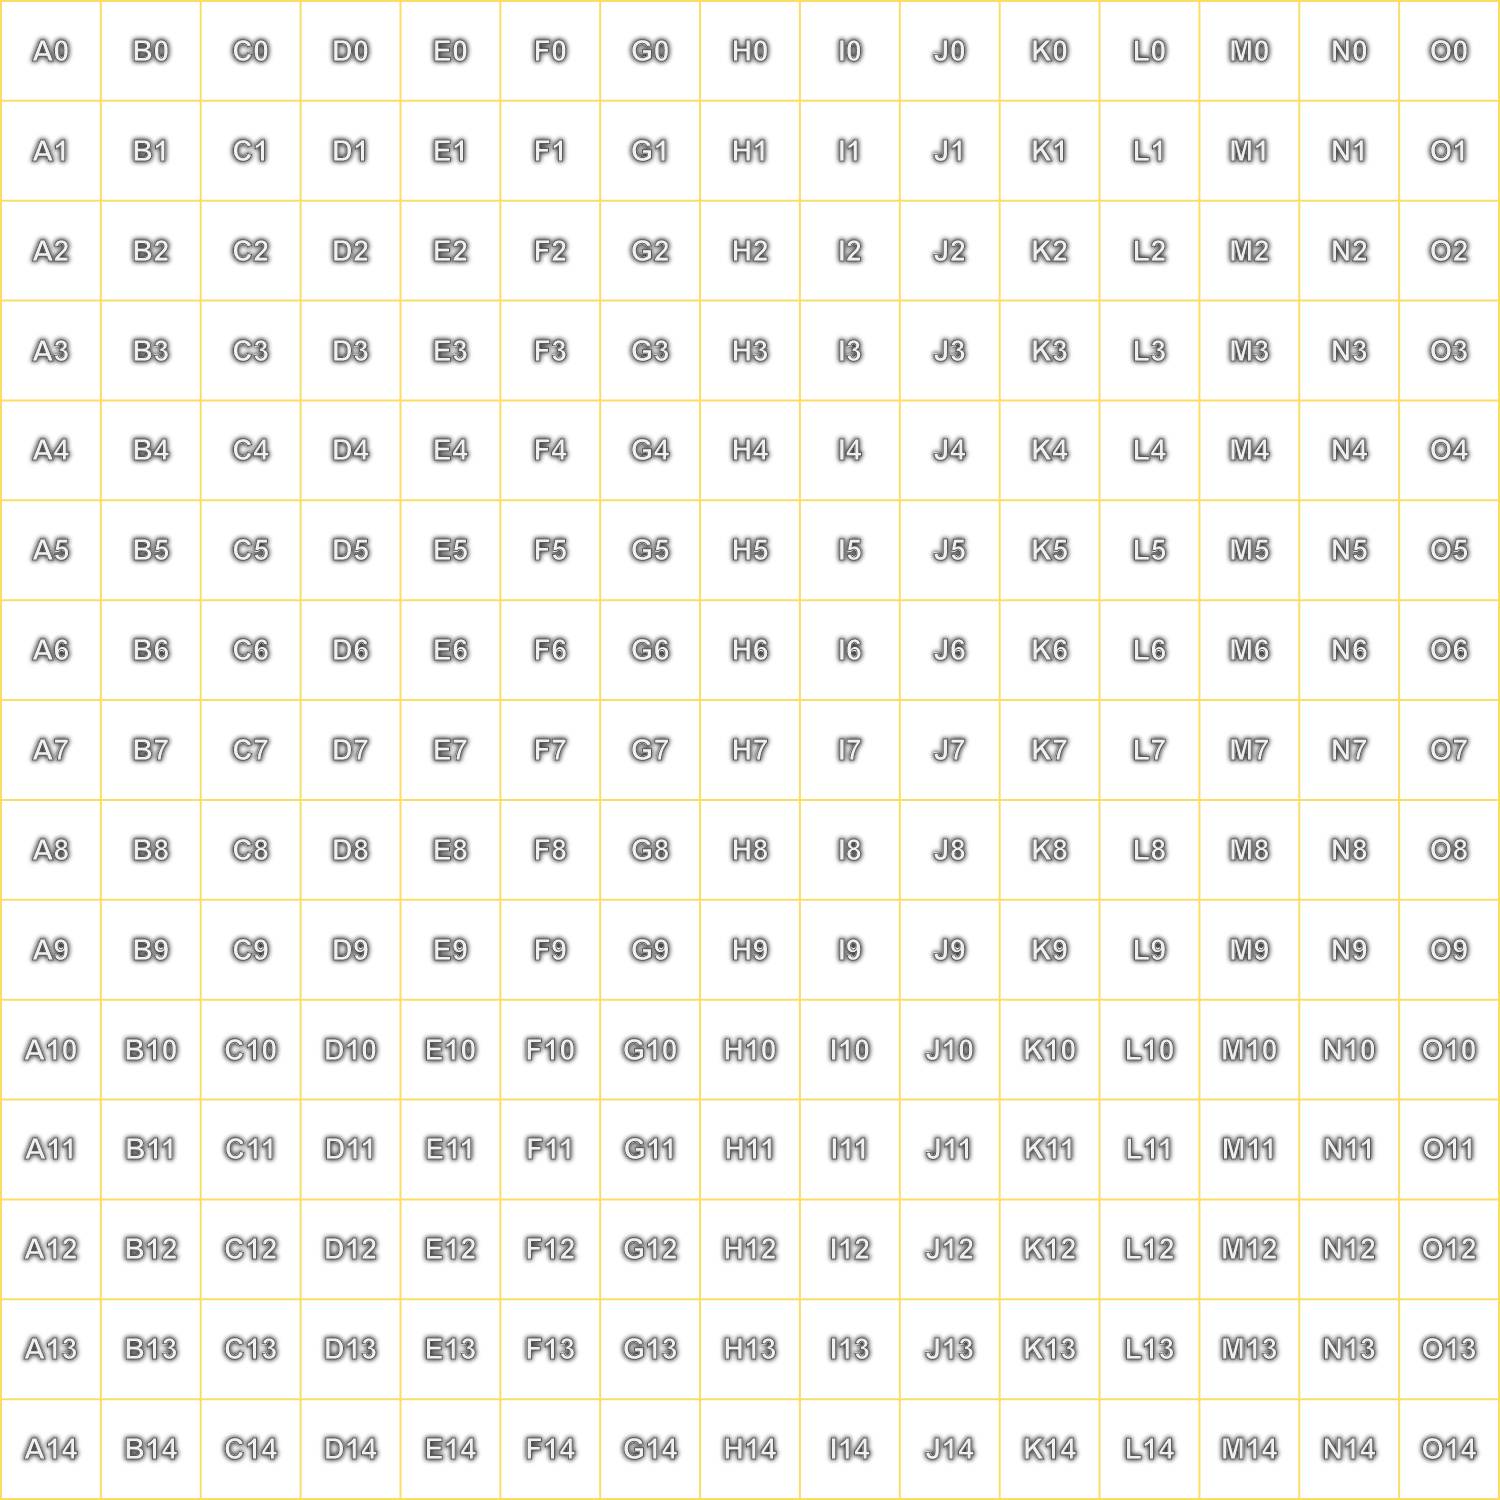 A0 B0 C0 D0 E0 F0 G0 H0 I0 J0 K0 L0 M0 N0 O0
A1 B1 C1 D1 E1 F1 G1 H1 I1 J1 K1 L1 M1 N1 O1
A2 B2 C2 D2 E2 F2 G2 H2 I2 J2 K2 L2 M2 N2 O2
A3 B3 C3 D3 E3 F3 G3 H3 I3 J3 K3 L3 M3 N3 O3
A4 B4 C4 D4 E4 F4 G4 H4 I4 J4 K4 L4 M4 N4 O4
A5 B5 C5 D5 E5 F5 G5 H5 I5 J5 K5 L5 M5 N5 O5
A6 B6 C6 D6 E6 F6 G6 H6 I6 J6 K6 L6 M6 N6 O6
A7 B7 C7 D7 E7 F7 G7 H7 I7 J7 K7 L7 M7 N7 O7
A8 B8 C8 D8 E8 F8 G8 H8 I8 J8 K8 L8 M8 N8 O8
A9 B9 C9 D9 E9 F9 G9 H9 I9 J9 K9 L9 M9 N9 O9
A10 B10 C10 D10 E10 F10 G10 H10 I10 J10 K10 L10 M10 N10 O10
A11 B11 C11 D11 E11 F11 G11 H11 I11 J11 K11 L11 M11 N11 O11
A12 B12 C12 D12 E12 F12 G12 H12 I12 J12 K12 L12 M12 N12 O12
A13 B13 C13 D13 E13 F13 G13 H13 I13 J13 K13 L13 M13 N13 O13
A14 B14 C14 D14 E14 F14 G14 H14 I14 J14 K14 L14 M14 N14 O14